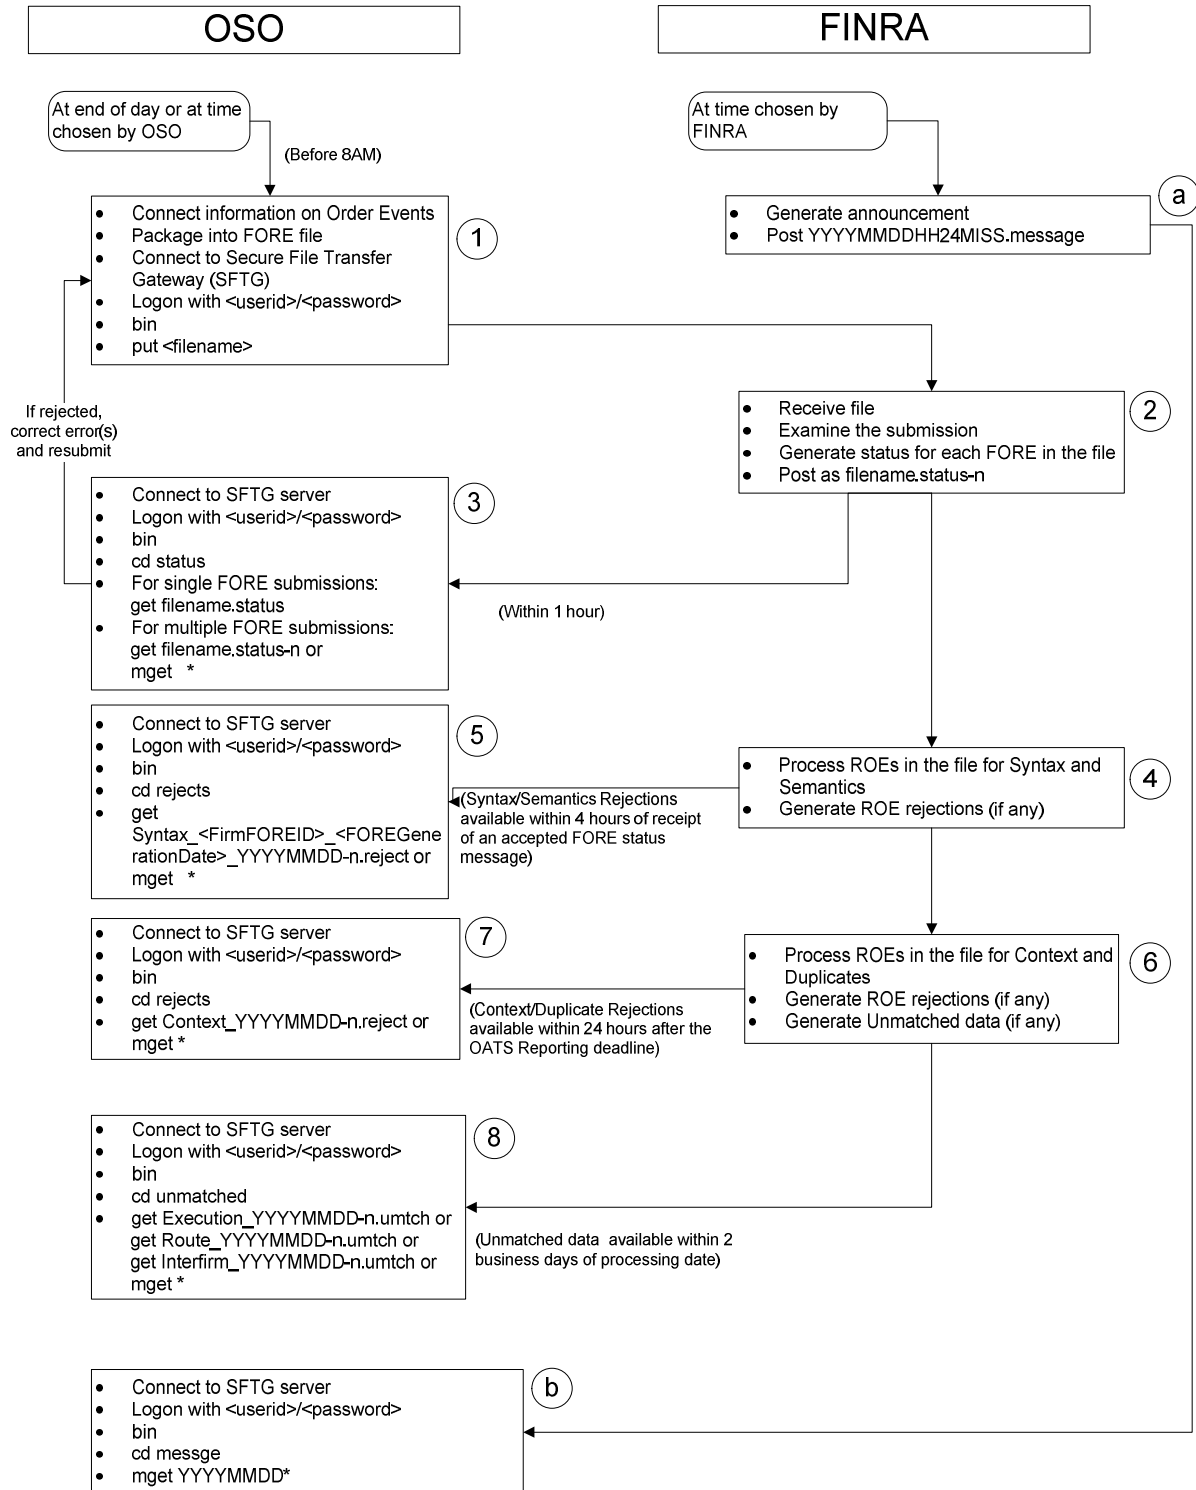 OSO
FINRA
At end of day or at time
chosen by OSO
At time chosen by
FINRA
(Before 8AM)
a
• Connect information on Order Events
• Package into FORE file
• Connect to Secure File Transfer
Gateway (SFTG)
• Logon with <userid>/<password>
• bin
• put <filename>
1
• Generate announcement
• Post YYYYMMDDHH24MISS.message
If rejected,
correct error(s)
and resubmit
• Receive file
• Examine the submission
• Generate status for each FORE in the file
• Post as filename.status-n
2
• Connect to SFTG server
• Logon with <userid>/<password>
• bin
• cd status
• For single FORE submissions:
get filename.status
• For multiple FORE submissions:
get filename.status-n or
mget *
3
(Within 1 hour)
• Connect to SFTG server
• Logon with <userid>/<password>
• bin
• cd rejects
• get
Syntax_<FirmFOREID>_<FOREGene
rationDate>_YYYYMMDD-n.reject or
mget *
5
(Syntax/Semantics Rejections
available within 4 hours of receipt
of an accepted FORE status
message)
• Process ROEs in the file for Syntax and
Semantics
• Generate ROE rejections (if any)
4
• Connect to SFTG server
• Logon with <userid>/<password>
• bin
• cd rejects
• get Context_YYYYMMDD-n.reject or
mget *
7
(Context/Duplicate Rejections
available within 24 hours after the
OATS Reporting deadline)
• Process ROEs in the file for Context and
Duplicates
• Generate ROE rejections (if any)
• Generate Unmatched data (if any)
6
• Connect to SFTG server
• Logon with <userid>/<password>
• bin
• cd unmatched
• get Execution_YYYYMMDD-n.umtch or
get Route_YYYYMMDD-n.umtch or
get Interfirm_YYYYMMDD-n.umtch or
mget *
8
(Unmatched data available within 2
business days of processing date)
• Connect to SFTG server
• Logon with <userid>/<password>
• bin
• cd messge
• mget YYYYMMDD*
b